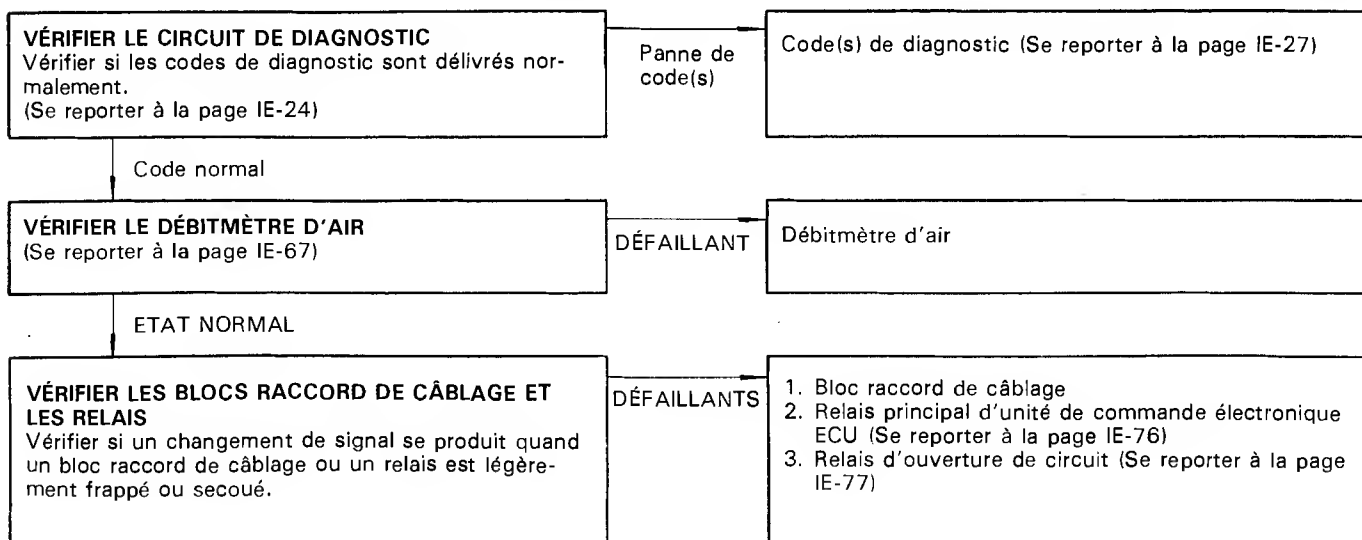 VÉRIFIER LE CIRCUIT DE DIAGNOSTIC
Vérifier si les codes de diagnostic sont délivrés nor-
malement.
(Se reporter à la page IE-24)
Panne de
code(s)
Code(s) de diagnostic (Se reporter à la page IE-27)
Code normal
VÉRIFIER LE DÉBITMÈTRE D'AIR
(Se reporter à la page IE-67)
DÉFAILLANT
Débitmètre d'air
ETAT NORMAL
VÉRIFIER LES BLOCS RACCORD DE CÂBLAGE ET
LES RELAIS
Vérifier si un changement de signal se produit quand
un bloc raccord de câblage ou un relais est légère-
ment frappé ou secoué.
DÉFAILLANTS
1. Bloc raccord de câblage
2. Relais principal d'unité de commande électronique
ECU (Se reporter à la page IE-76)
3. Relais d'ouverture de circuit (Se reporter à la page
IE-77)